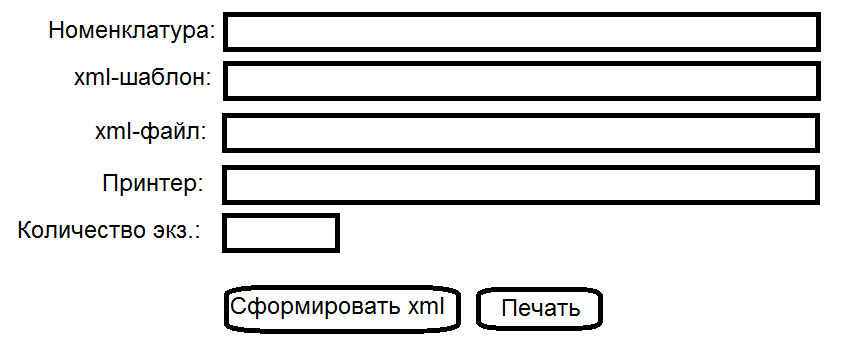 Номенклатура:
xml-шаблон:
xml-файл:
Принтер:
Количество экз.:
Сформировать xml
Печать